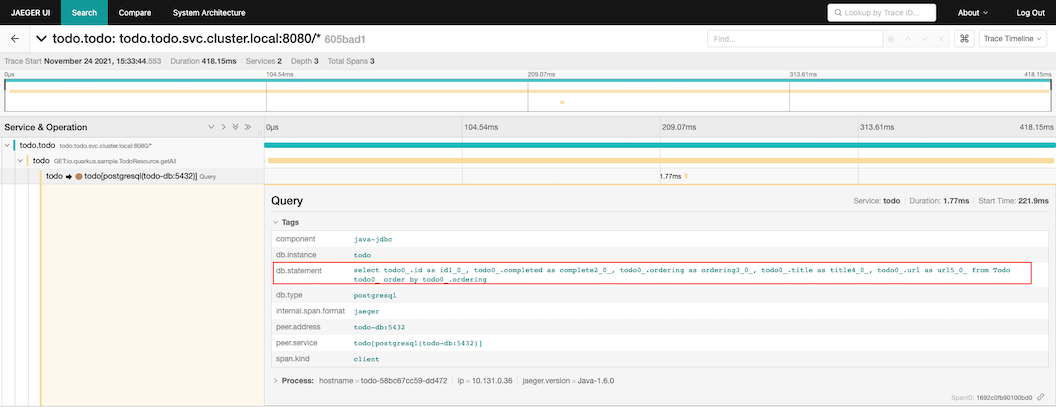 JAEGER UI Search Compare System Architecture Lookup by Trace ID... About Log Out
todo.todo: todo.todo.svc.cluster.local:8080/* 605bad1 Find... ⌘ Trace Timeline
Trace Start November 24 2021, 15:33:44.553 Duration 418.15ms Services 2 Depth 3 Total Spans 3
0µs 104.54ms 209.07ms 313.61ms 418.15ms
Service & Operation 0µs 104.54ms 209.07ms 313.61ms 418.15ms
todo.todo todo.todo.svc.cluster.local:8080/*
todo GET:io.quarkus.sample.TodoResource.getAll
todo ➡ todo[postgresql(todo-db:5432)] Query 1.77ms
Query Service: todo Duration: 1.77ms Start Time: 221.9ms
Tags
component java-jdbc
db.instance todo
db.statement select todo0_.id as id1_0_, todo0_.completed as complete2_0_, todo0_.ordering as ordering3_0_, todo0_.title as title4_0_, todo0_.url as url5_0_ from Todo
todo0_ order by todo0_.ordering
db.type postgresql
internal.span.format jaeger
peer.address todo-db:5432
peer.service todo[postgresql(todo-db:5432)]
span.kind client
Process: hostname = todo-58bc67cc59-dd472 ip = 10.131.0.36 jaeger.version = Java-1.6.0
SpanID: 1692c0fb90100bd0